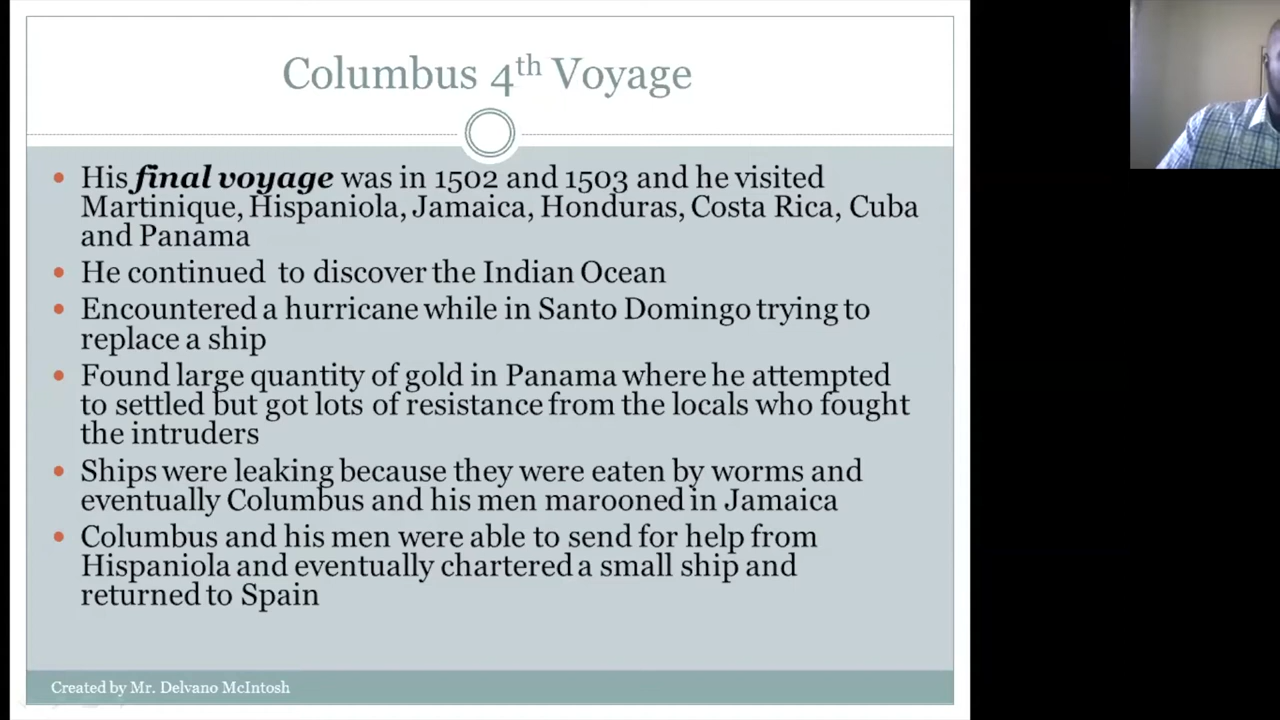 Columbus 4th Voyage
• His final voyage was in 1502 and 1503 and he visited
Martinique, Hispaniola, Jamaica, Honduras, Costa Rica, Cuba
and Panama
• He continued to discover the Indian Ocean
• Encountered a hurricane while in Santo Domingo trying to
replace a ship
• Found large quantity of gold in Panama where he attempted
to settled but got lots of resistance from the locals who fought
the intruders
• Ships were leaking because they were eaten by worms and
eventually Columbus and his men marooned in Jamaica
• Columbus and his men were able to send for help from
Hispaniola and eventually chartered a small ship and
returned to Spain
Created by Mr. Delvano McIntosh